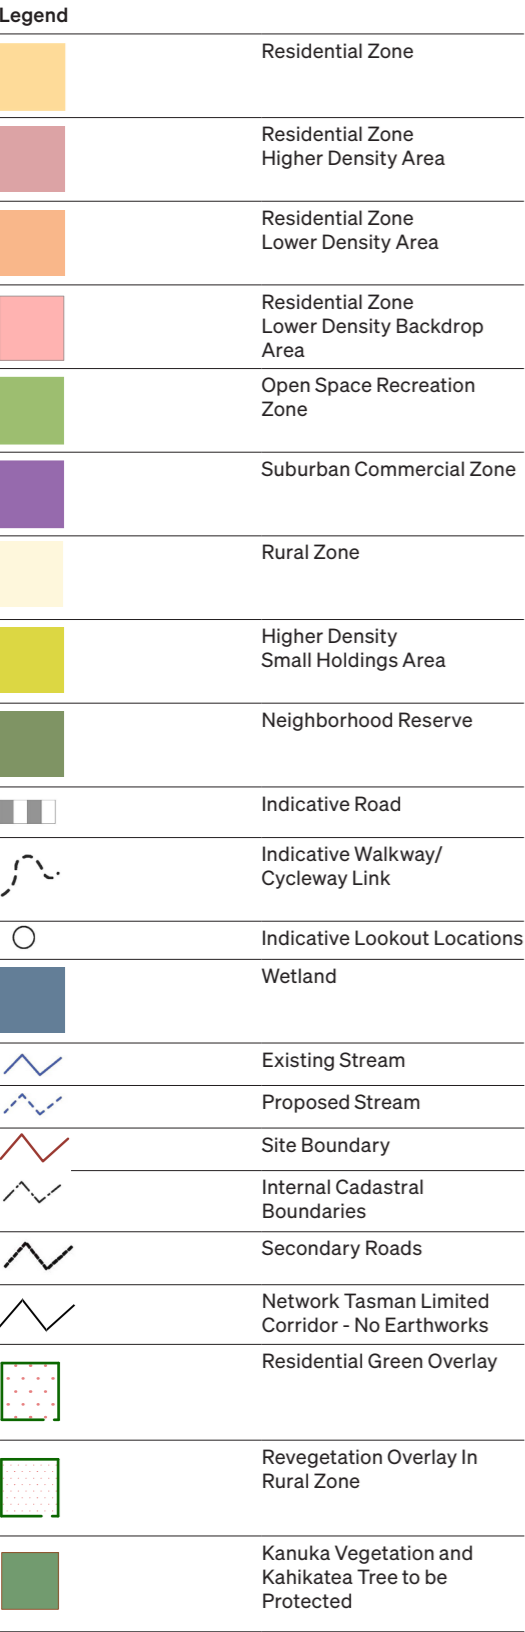 Legend
Residential Zone
Residential Zone
Higher Density Area
Residential Zone
Lower Density Area
Residential Zone
Lower Density Backdrop
Area
Open Space Recreation
Zone
Suburban Commercial Zone
Rural Zone
Higher Density
Small Holdings Area
Neighborhood Reserve
Indicative Road
Indicative Walkway/
Cycleway Link
Indicative Lookout Locations
Wetland
Existing Stream
Proposed Stream
Site Boundary
Internal Cadastral
Boundaries
Secondary Roads
Network Tasman Limited
Corridor - No Earthworks
Residential Green Overlay
Revegetation Overlay In
Rural Zone
Kanuka Vegetation and
Kahikatea Tree to be
Protected